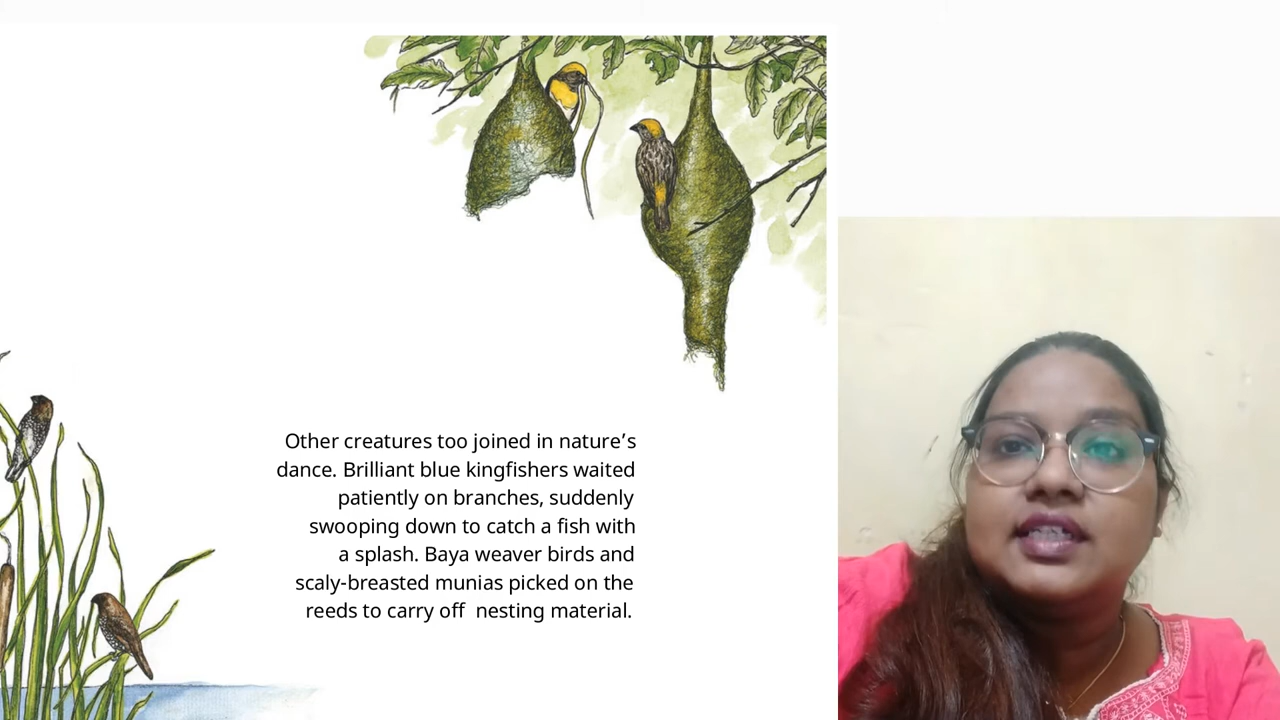 Other creatures too joined in nature’s
dance. Brilliant blue kingfishers waited
patiently on branches, suddenly
swooping down to catch a fish with
a splash. Baya weaver birds and
scaly-breasted munias picked on the
reeds to carry off  nesting material.